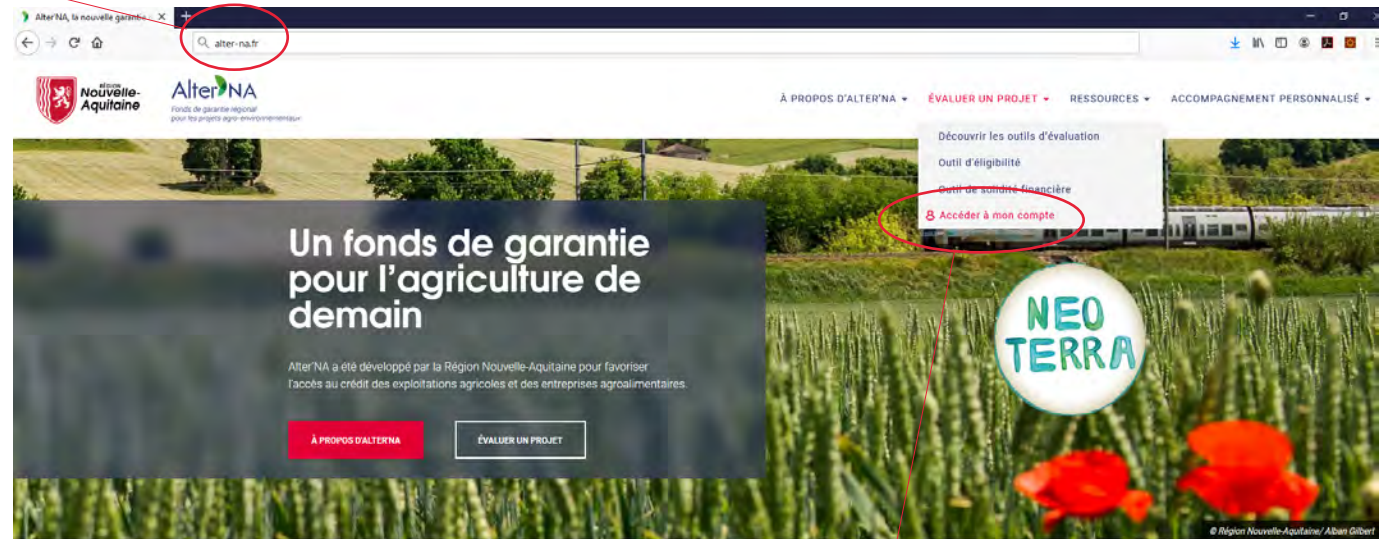 Alter'NA, la nouvelle garantie
alter-na.fr
RÉGION
Nouvelle-
Aquitaine
Alter'NA
Fonds de garantie régional
pour les projets agro-environnementaux
À PROPOS D'ALTER'NA
ÉVALUER UN PROJET
RESSOURCES
ACCOMPAGNEMENT PERSONNALISÉ
Découvrir les outils d'évaluation
Outil d'éligibilité
Outil de solidité financière
Accéder à mon compte
Un fonds de garantie
pour l'agriculture de
demain
Alter'NA a été développé par la Région Nouvelle-Aquitaine pour favoriser
l'accès au crédit des exploitations agricoles et des entreprises agroalimentaires.
À PROPOS D'ALTER'NA
ÉVALUER UN PROJET
NEO
TERRA
© Région Nouvelle-Aquitaine/ Alban Gilbert